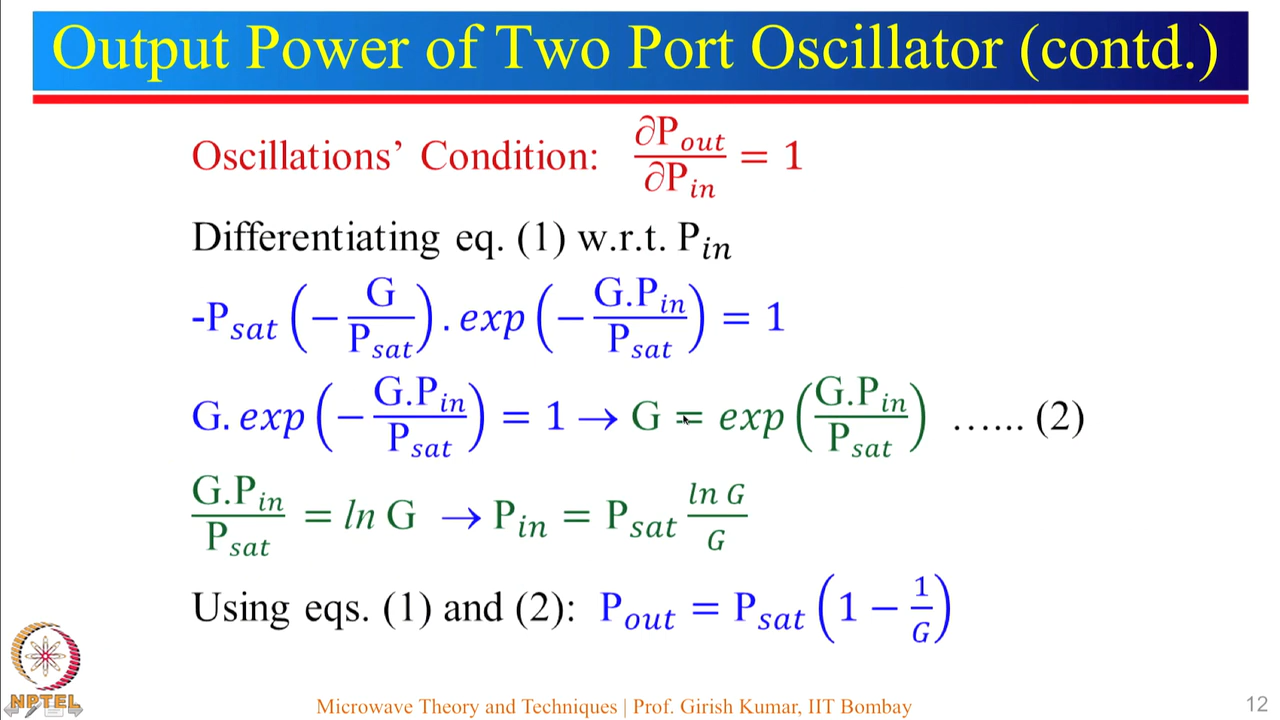 Output Power of Two Port Oscillator (contd.)
Oscillations' Condition: ∂P_out/∂P_in = 1
Differentiating eq. (1) w.r.t. P_in
-P_sat (− G/P_sat) . exp (− G.P_in/P_sat) = 1
G. exp (− G.P_in/P_sat) = 1 → G = exp (G.P_in/P_sat) …... (2)
G.P_in/P_sat = ln G → P_in = P_sat ln G/G
Using eqs. (1) and (2): P_out = P_sat (1 − 1/G)
NPTEL
Microwave Theory and Techniques | Prof. Girish Kumar, IIT Bombay
12